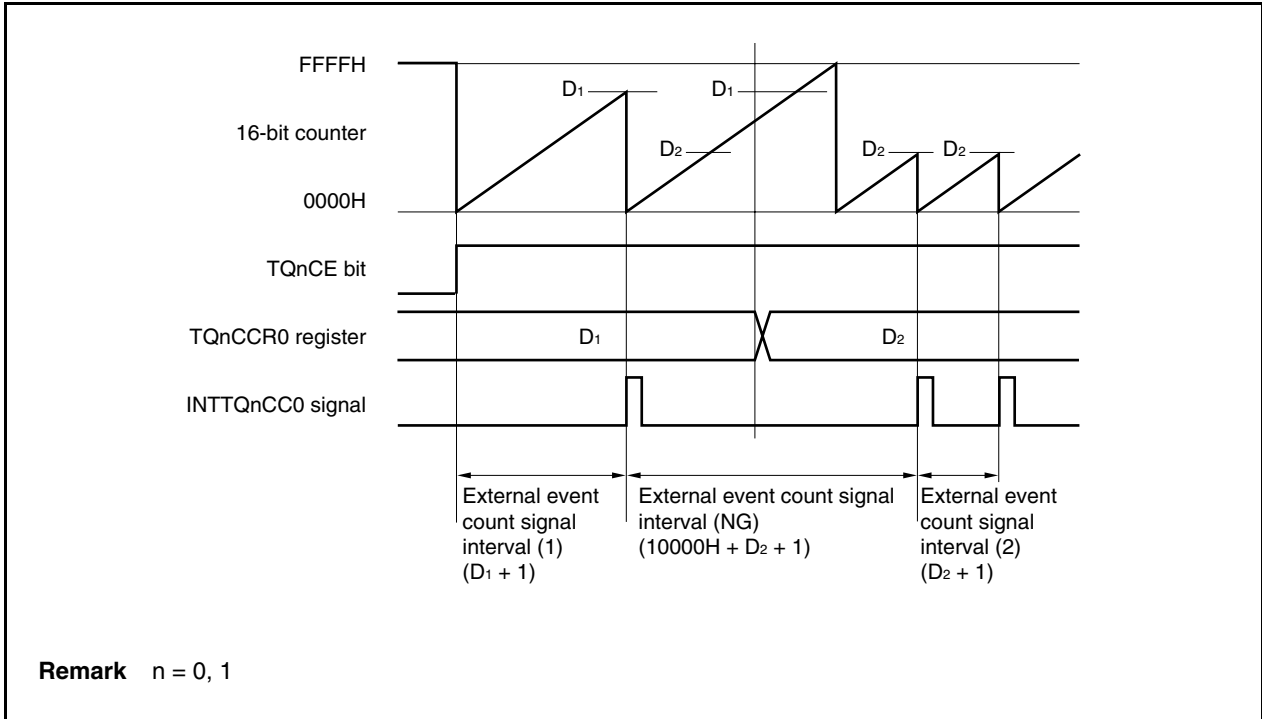 FFFFH
D1
D1
16-bit counter
D2
D2
D2
0000H
TQnCE bit
TQnCCR0 register
D1
D2
INTTQnCC0 signal
External event
count signal
interval (1)
(D1 + 1)
External event count signal
interval (NG)
(10000H + D2 + 1)
External event
count signal
interval (2)
(D2 + 1)
Remark n = 0, 1